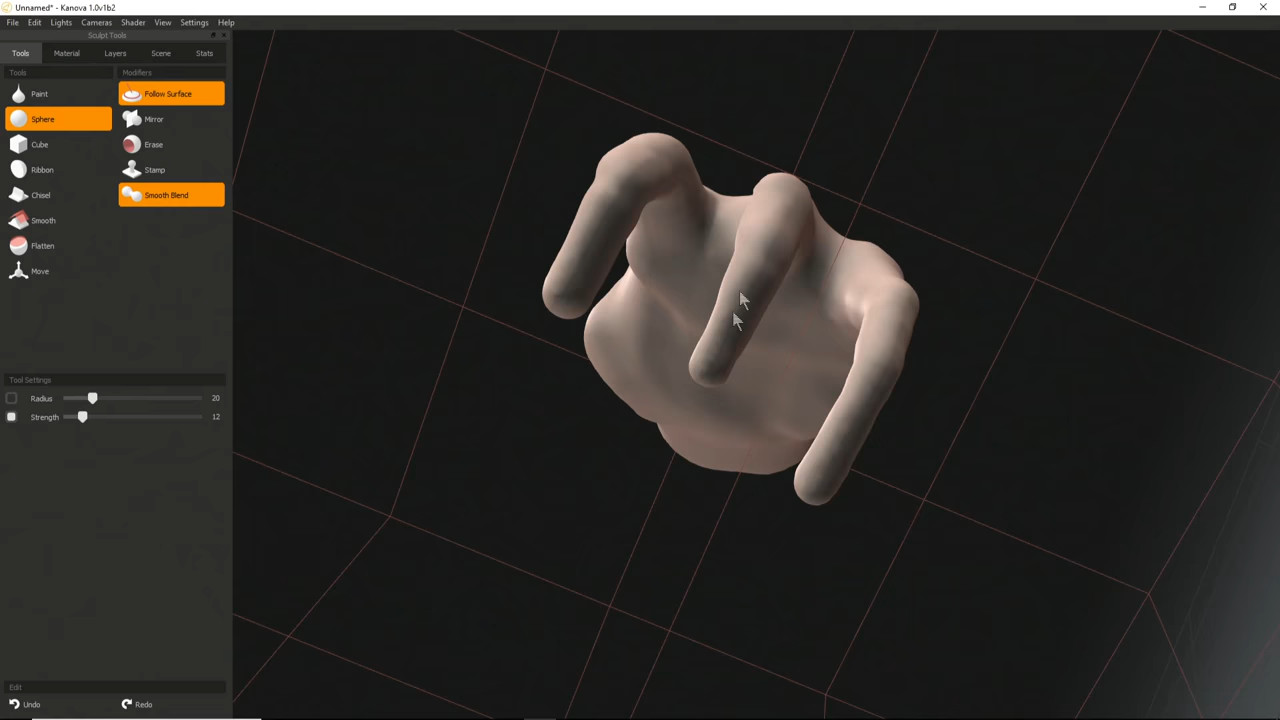 Unnamed* - Kanova 1.0v1b2
File Edit Lights Cameras Shader View Settings Help
Sculpt Tools
Tools Material Layers Scene Stats
Tools Modifiers
Paint Follow Surface
Sphere Mirror
Cube Erase
Ribbon Stamp
Chisel Smooth Blend
Smooth
Flatten
Move
Tool Settings
Radius 20
Strength 12
Edit
Undo Redo